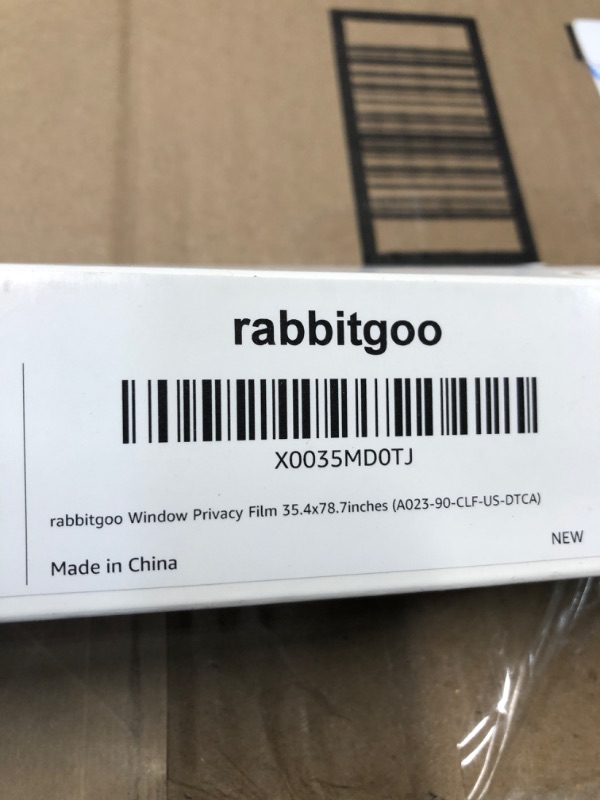 rabbitgoo
X0035MD0TJ
rabbitgoo Window Privacy Film 35.4x78.7inches (A023-90-CLF-US-DTCA)
NEW
Made in China